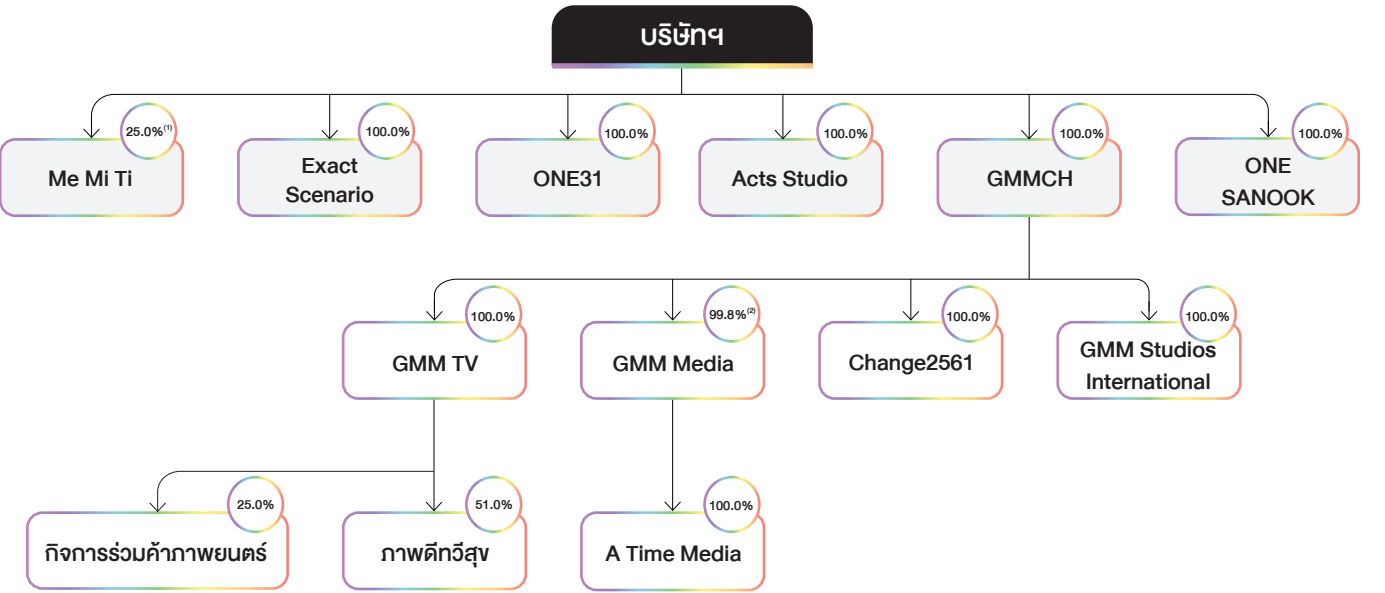 บริษัทฯ
25.0%⁽¹⁾
Me Mi Ti
100.0%
Exact
Scenario
100.0%
ONE31
100.0%
Acts Studio
100.0%
GMMCH
100.0%
ONE
SANOOK
100.0%
GMM TV
99.8%⁽²⁾
GMM Media
100.0%
Change2561
100.0%
GMM Studios
International
25.0%
กิจการร่วมค้าภาพยนตร์
51.0%
ภาพดีทวีสุข
100.0%
A Time Media